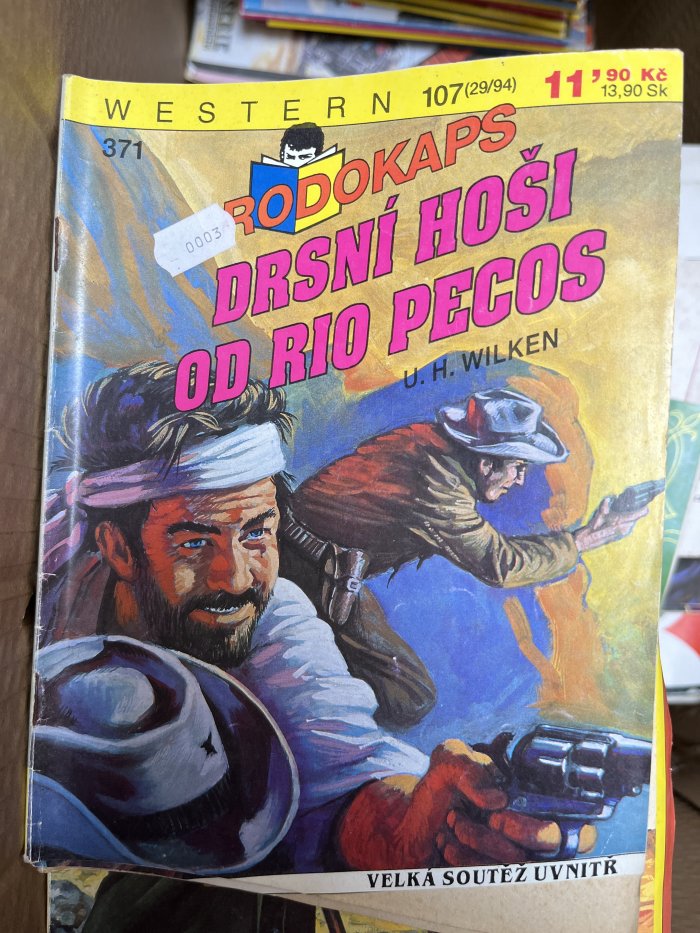 WESTERN 107(29/94) 11,90 Kč
13,90 Sk
371
RODOKAPS
0003
DRSNÍ HOŠI
OD RIO PECOS
U. H. WILKEN
VELKÁ SOUTĚŽ UVNITŘ